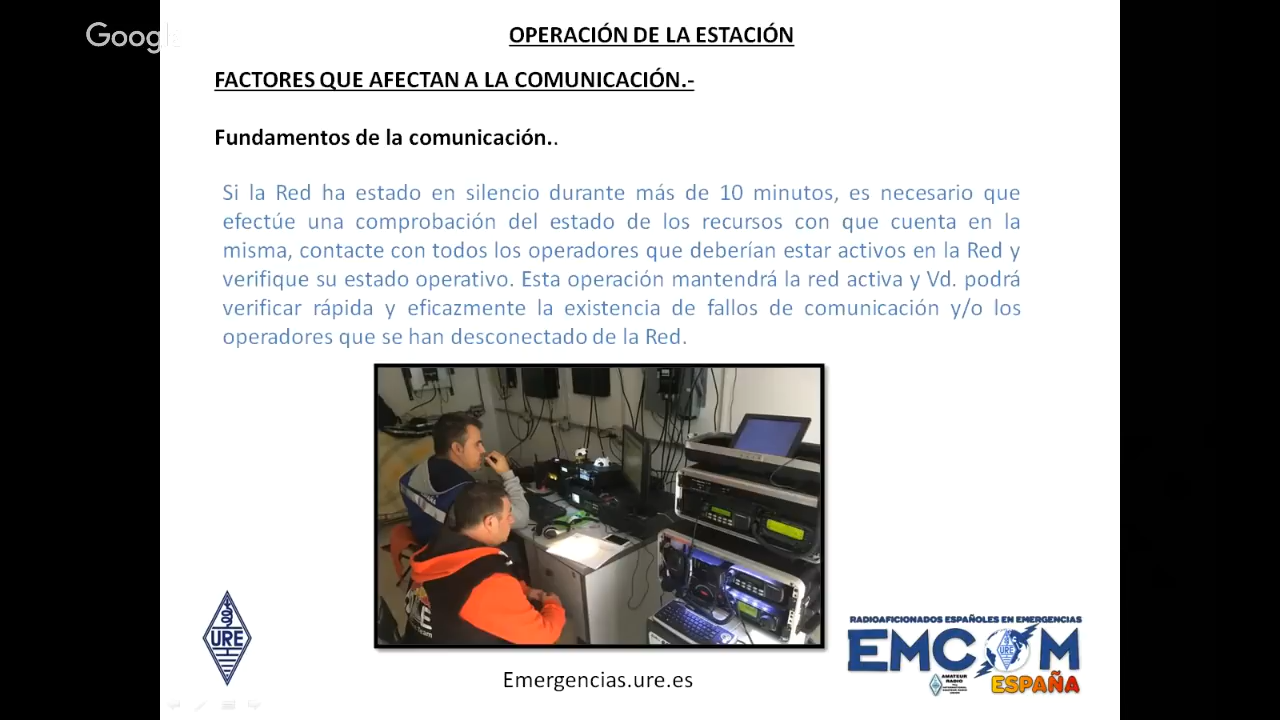 Google
OPERACIÓN DE LA ESTACIÓN
FACTORES QUE AFECTAN A LA COMUNICACIÓN.-
Fundamentos de la comunicación..
Si la Red ha estado en silencio durante más de 10 minutos, es necesario que
efectúe una comprobación del estado de los recursos con que cuenta en la
misma, contacte con todos los operadores que deberían estar activos en la Red y
verifique su estado operativo. Esta operación mantendrá la red activa y Vd. podrá
verificar rápida y eficazmente la existencia de fallos de comunicación y/o los
operadores que se han desconectado de la Red.
URE
Emergencias.ure.es
RADIOAFICIONADOS ESPAÑOLES EN EMERGENCIAS
EMCOM
URE
AMATEUR
RADIO
ESPAÑA